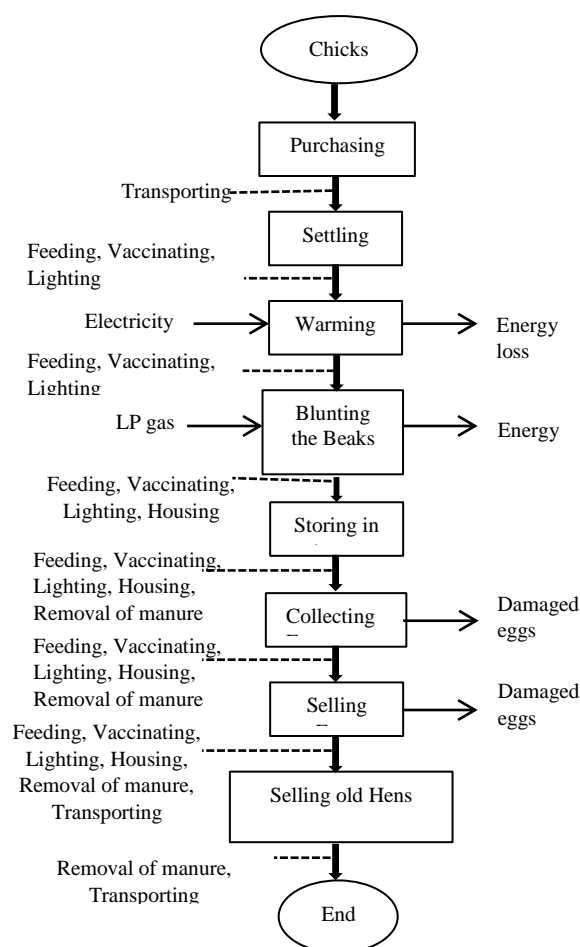 Chicks
Purchasing
Transporting
Settling
Feeding, Vaccinating,
Lighting
Electricity
Warming
Energy
loss
Feeding, Vaccinating,
Lighting
LP gas
Blunting
the Beaks
Energy
Feeding, Vaccinating,
Lighting, Housing
Storing in
Feeding, Vaccinating,
Lighting, Housing,
Removal of manure
Collecting
Damaged
eggs
Feeding, Vaccinating,
Lighting, Housing,
Removal of manure
Selling
Damaged
eggs
Feeding, Vaccinating,
Lighting, Housing,
Removal of manure,
Transporting
Selling old Hens
Removal of manure,
Transporting
End